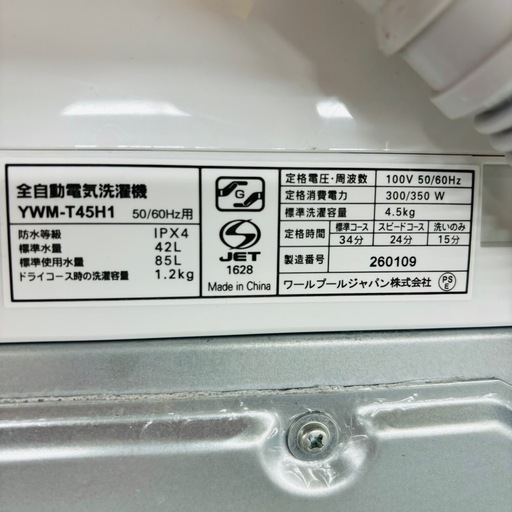 全自動電気洗濯機
YWM-T45H1 50/60Hz用
防水等級 IPX4
標準水量 42L
標準使用水量 85L
ドライコース時の洗濯容量 1.2kg
G
S
JET
1628
Made in China
定格電圧・周波数 100V 50/60Hz
定格消費電力 300/350 W
標準洗濯容量 4.5kg
定格時間 標準コース スピードコース 洗いのみ
34分 24分 15分
製造番号 260109
ワールプールジャパン株式会社
PS
E